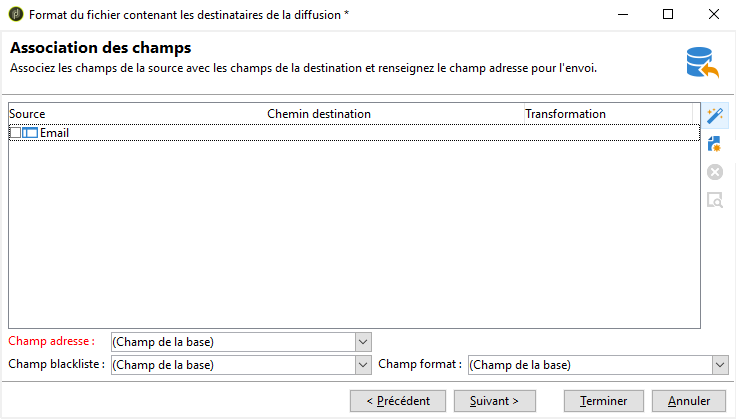 Format du fichier contenant les destinataires de la diffusion *
Association des champs
Associez les champs de la source avec les champs de la destination et renseignez le champ adresse pour l'envoi.
Source Chemin destination Transformation
Email
Champ adresse : (Champ de la base)
Champ blackliste : (Champ de la base) Champ format : (Champ de la base)
< Précédent Suivant > Terminer Annuler